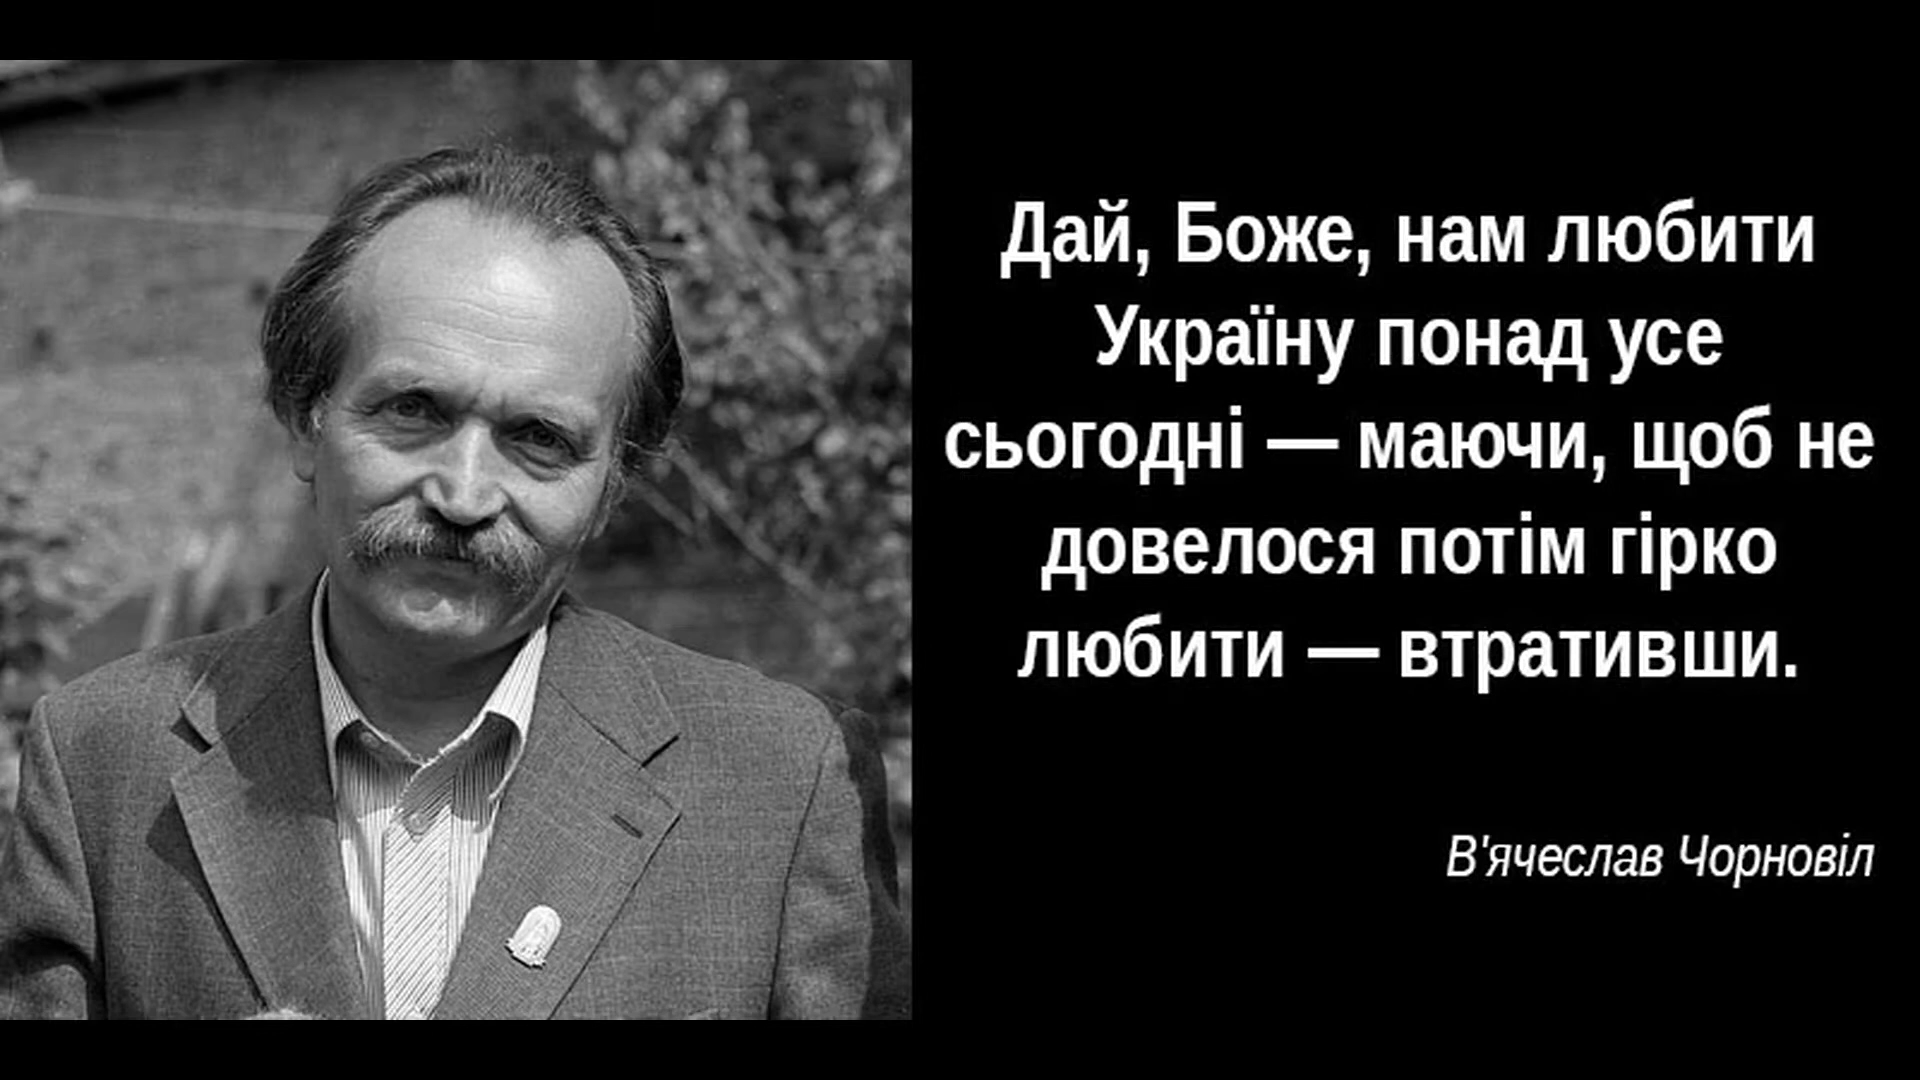 Дай, Боже, нам любити
Україну понад усе
сьогодні — маючи, щоб не
довелося потім гірко
любити — втративши.
В'ячеслав Чорновіл